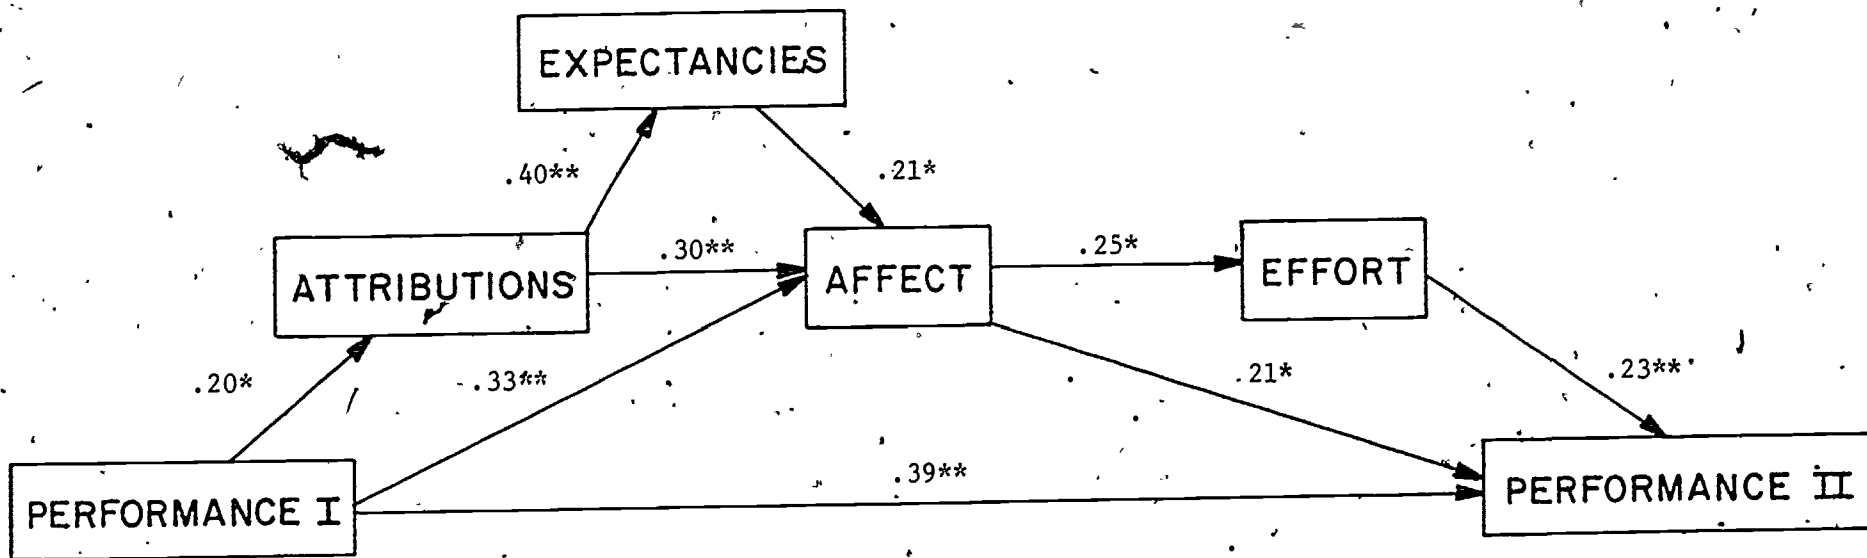 EXPECTANCIES
.40**
.21*
ATTRIBUTIONS
.30**
AFFECT
.25*
EFFORT
.20*
.33**
.21*
.23**
PERFORMANCE I
.39**
PERFORMANCE II